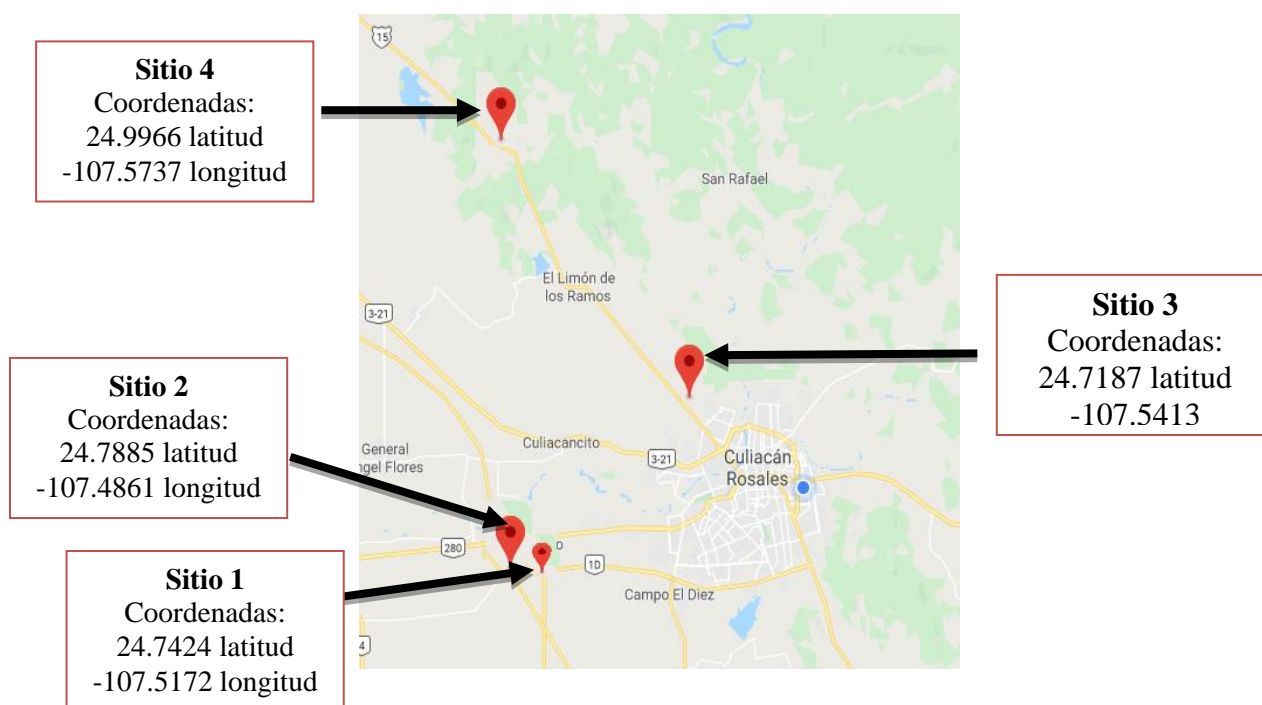 Sitio 4
Coordenadas:
24.9966 latitud
-107.5737 longitud
15
San Rafael
El Limón de
los Ramos
3-21
Sitio 3
Coordenadas:
24.7187 latitud
-107.5413
Sitio 2
Coordenadas:
24.7885 latitud
-107.4861 longitud
General
ngel Flores
Culiacancito
3-21
Culiacán
Rosales
280
o
1D
Campo El Diez
4
Sitio 1
Coordenadas:
24.7424 latitud
-107.5172 longitud